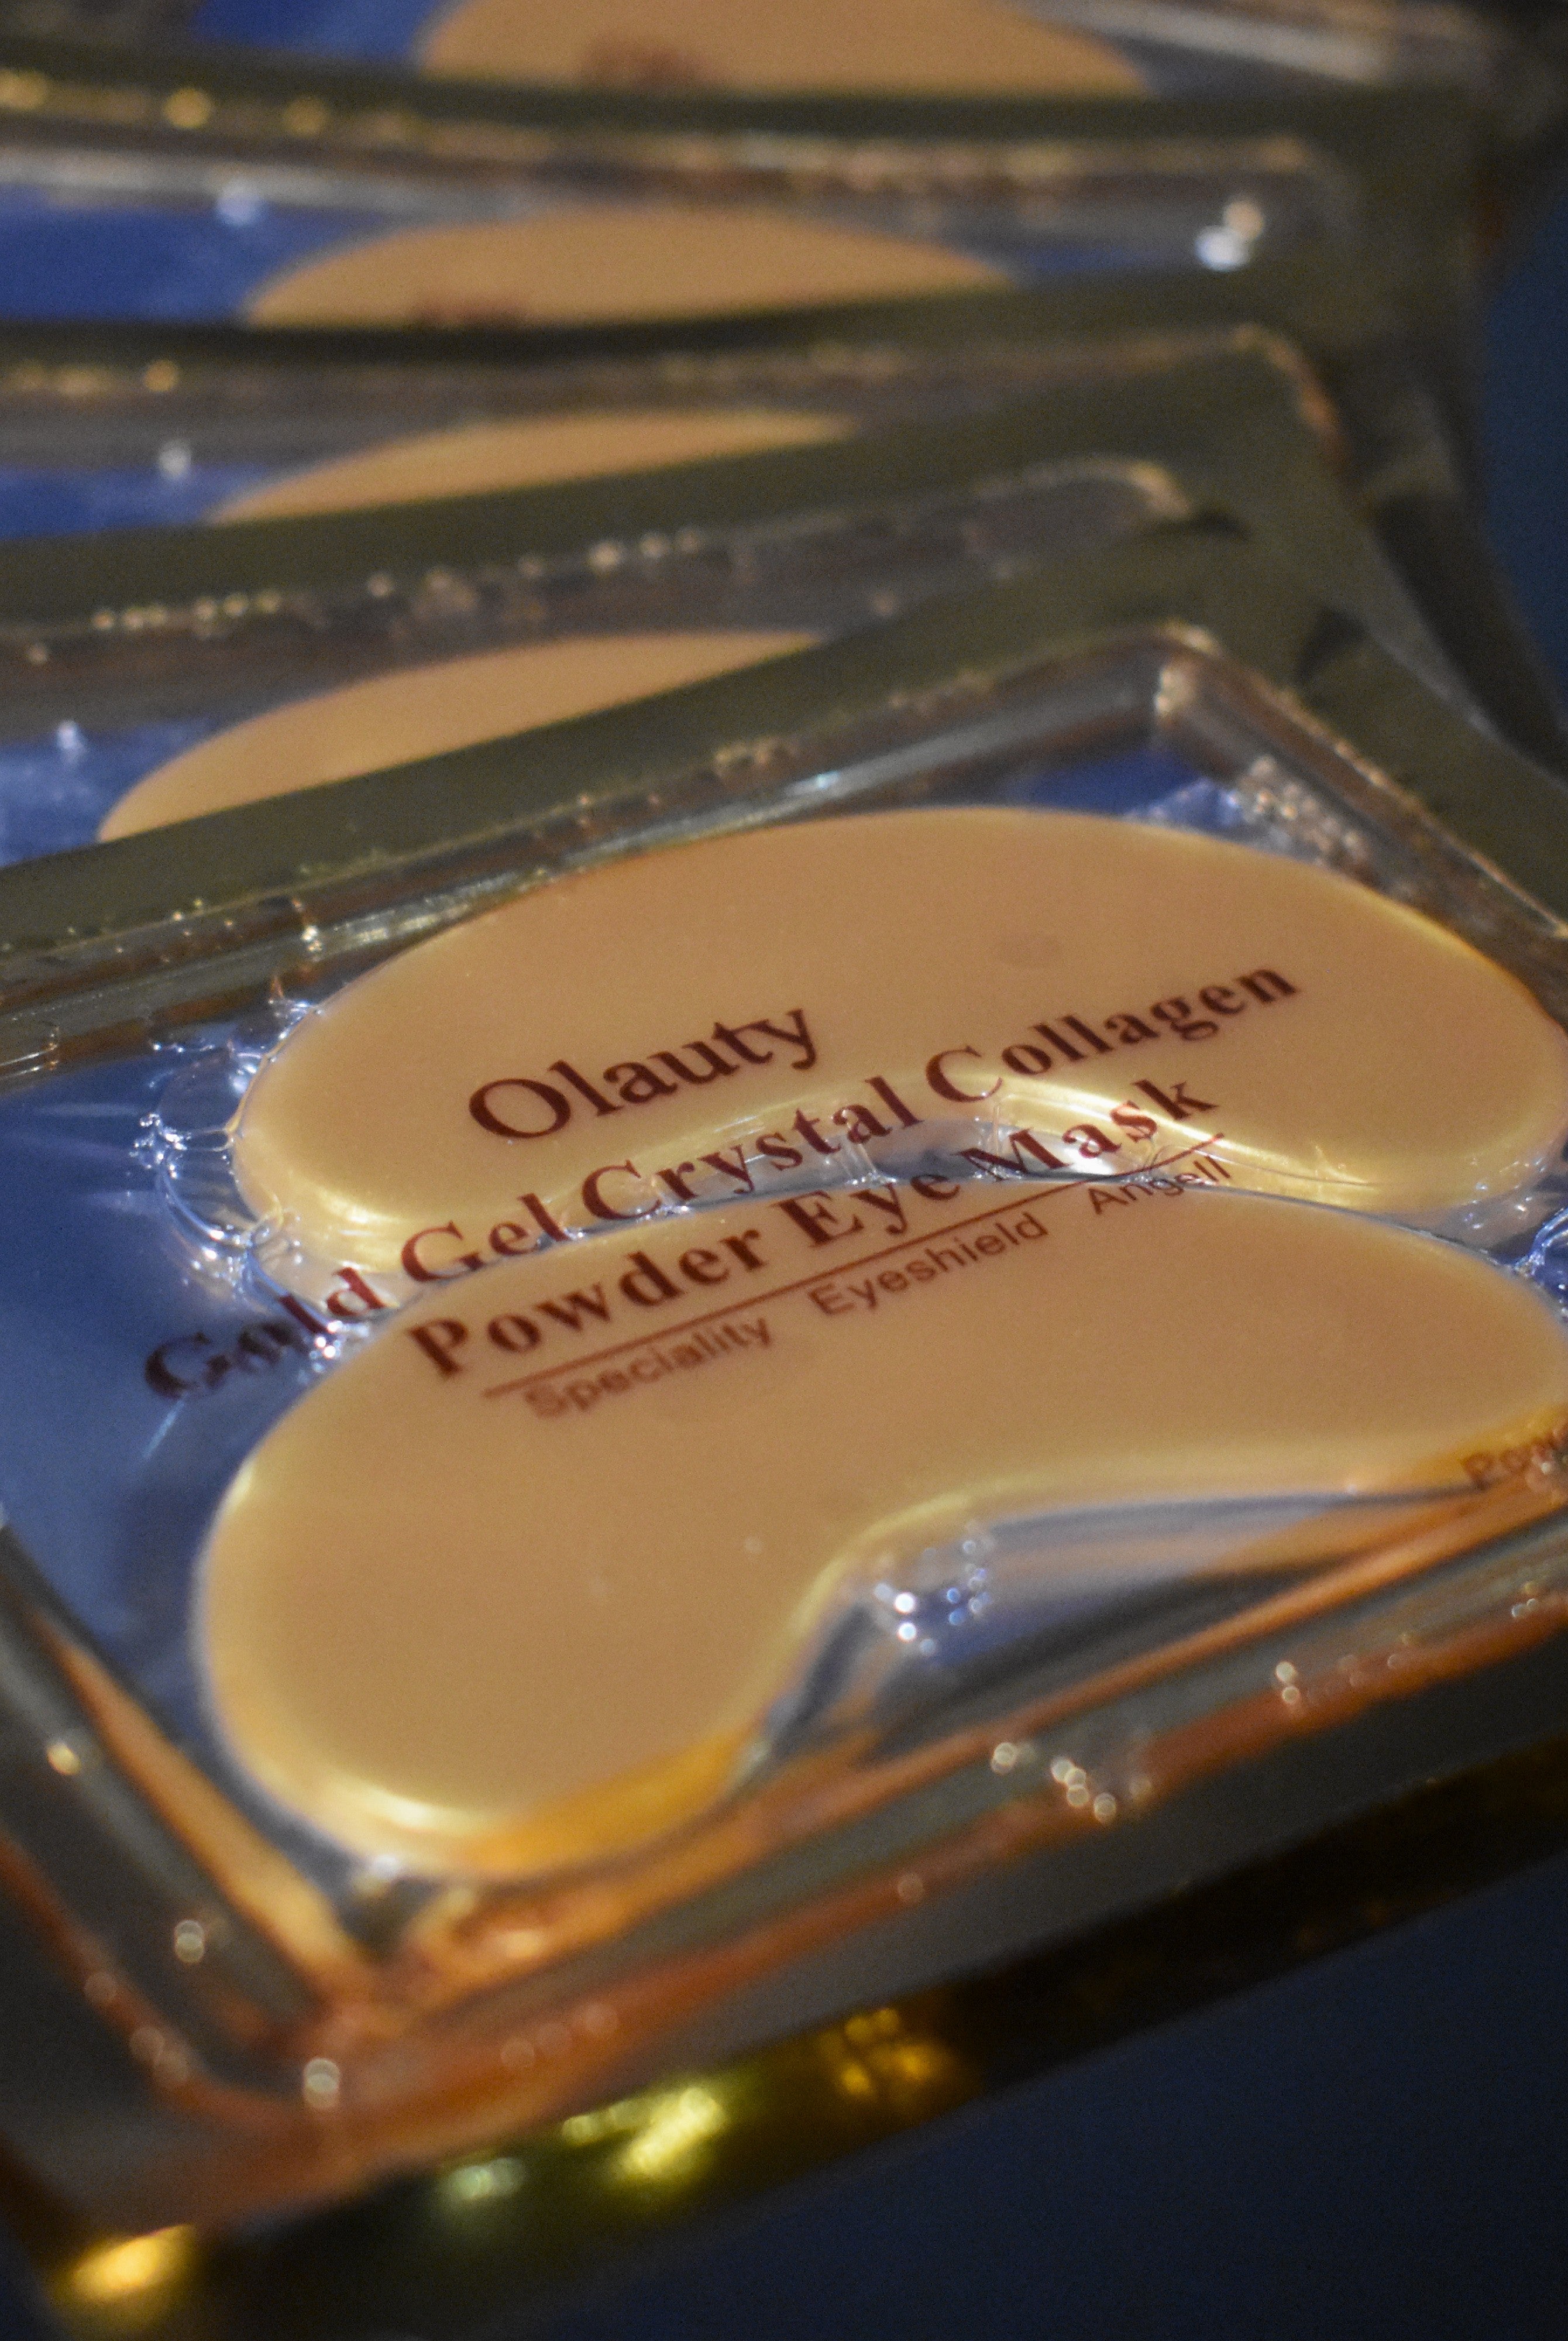 Olauty
Gold Gel Crystal Collagen
Powder Eye Mask
Speciality Eyeshield Angell